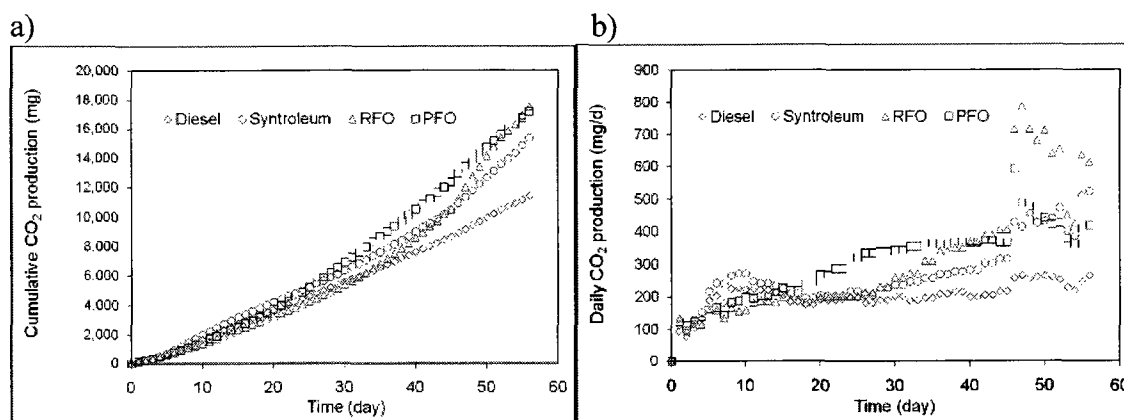 a)
Cumulative CO₂ production (mg)
20,000
18,000
16,000
14,000
12,000
10,000
8,000
6,000
4,000
2,000
0
Diesel Syntroleum RFO PFO
0 10 20 30 40 50 60
Time (day)
b)
Daily CO₂ production (mg/d)
900
800
700
600
500
400
300
200
100
0
Diesel Syntroleum RFO PFO
0 10 20 30 40 50 60
Time (day)